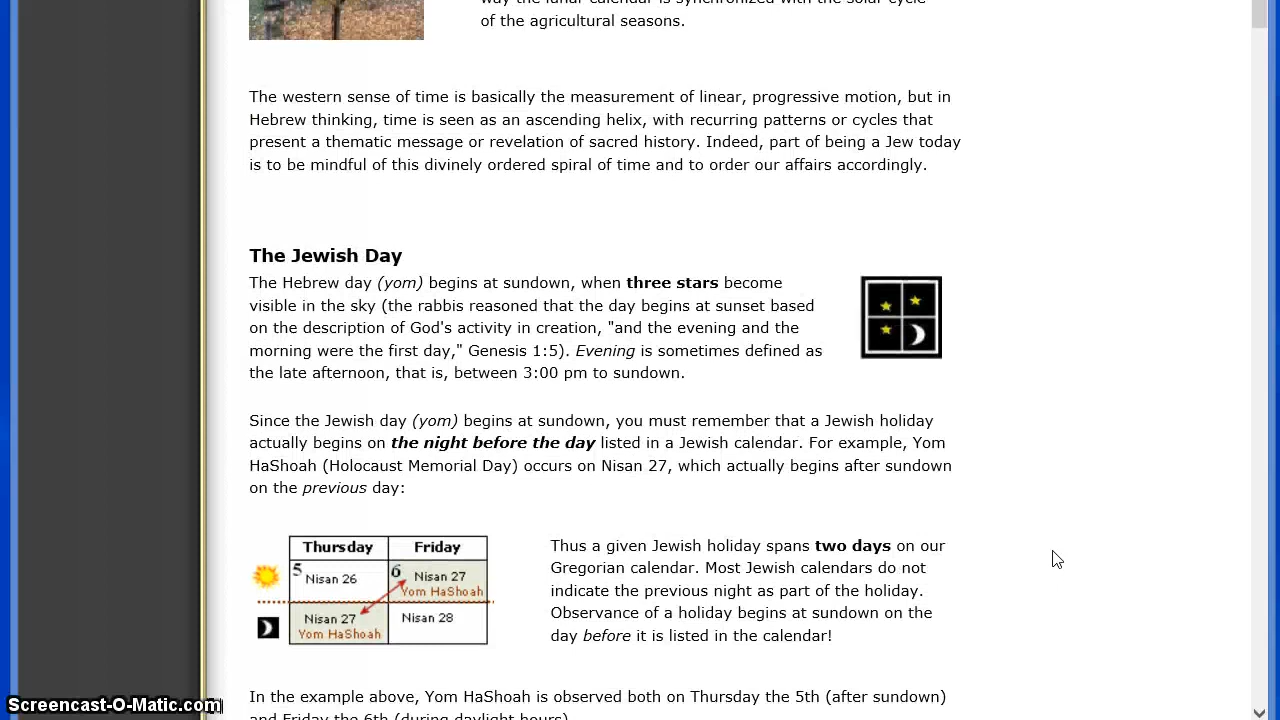 way the lunar calendar is synchronized with the solar cycle
of the agricultural seasons.
The western sense of time is basically the measurement of linear, progressive motion, but in
Hebrew thinking, time is seen as an ascending helix, with recurring patterns or cycles that
present a thematic message or revelation of sacred history. Indeed, part of being a Jew today
is to be mindful of this divinely ordered spiral of time and to order our affairs accordingly.
The Jewish Day
The Hebrew day (yom) begins at sundown, when three stars become
visible in the sky (the rabbis reasoned that the day begins at sunset based
on the description of God's activity in creation, "and the evening and the
morning were the first day," Genesis 1:5). Evening is sometimes defined as
the late afternoon, that is, between 3:00 pm to sundown.
Since the Jewish day (yom) begins at sundown, you must remember that a Jewish holiday
actually begins on the night before the day listed in a Jewish calendar. For example, Yom
HaShoah (Holocaust Memorial Day) occurs on Nisan 27, which actually begins after sundown
on the previous day:
Thursday Friday
5 Nisan 26 6 Nisan 27
Yom HaShoah
Nisan 27 Nisan 28
Yom HaShoah
Thus a given Jewish holiday spans two days on our
Gregorian calendar. Most Jewish calendars do not
indicate the previous night as part of the holiday.
Observance of a holiday begins at sundown on the
day before it is listed in the calendar!
In the example above, Yom HaShoah is observed both on Thursday the 5th (after sundown)
and Friday the 6th (during daylight hours).
Screencast-O-Matic.com